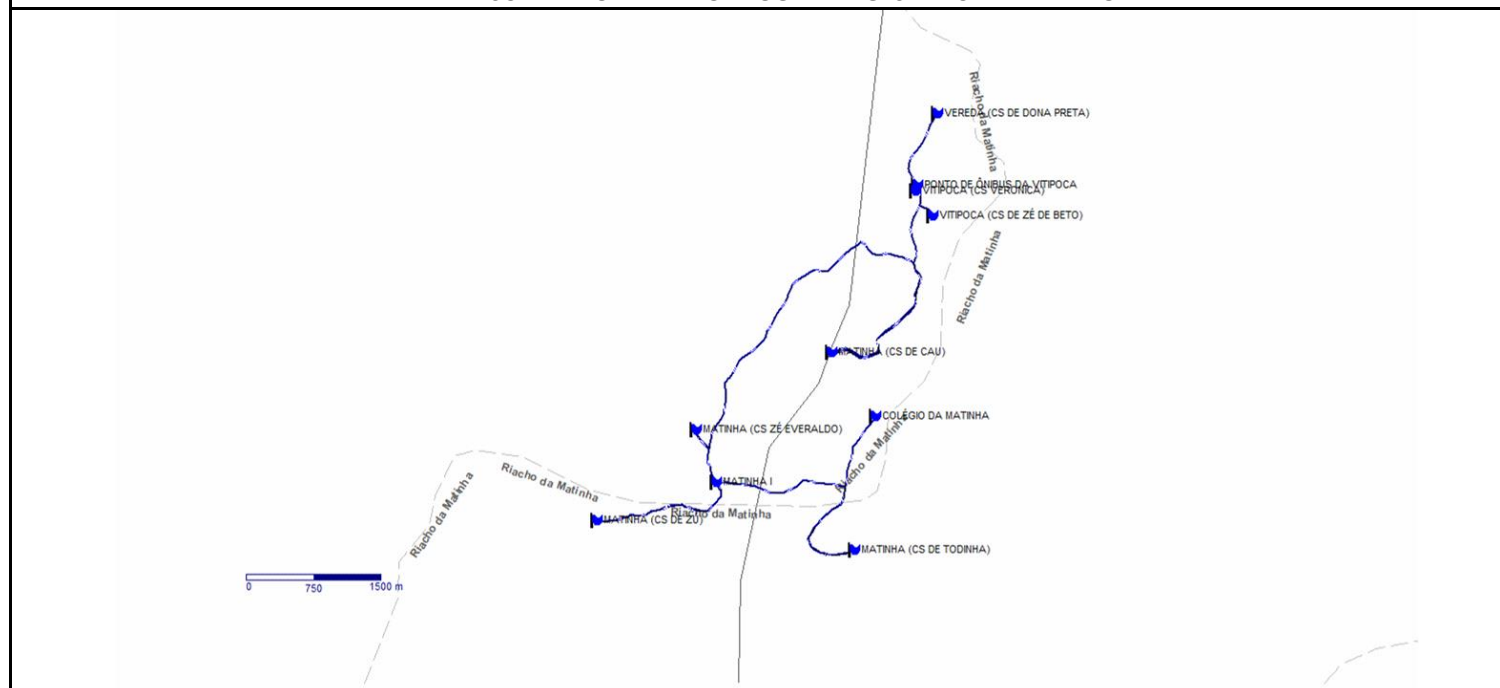 Riacho da Matinha
VEREDA (CS DE DONA PRETA)
PONTO DE ÔNIBUS DA VITIPOCA
VITIPOCA (CS VERONICA)
VITIPOCA (CS DE ZÉ DE BETO)
Riacho da Matinha
MATINHA (CS DE CAU)
COLÉGIO DA MATINHA
MATINHA (CS ZÉ EVERALDO)
Riacho da Matinha
Riacho da Matinha
MATINHA I
Riacho da Matinha
Riacho da Matinha
MATINHA (CS DE ZU)
MATINHA (CS DE TODINHA)
0 750 1500 m